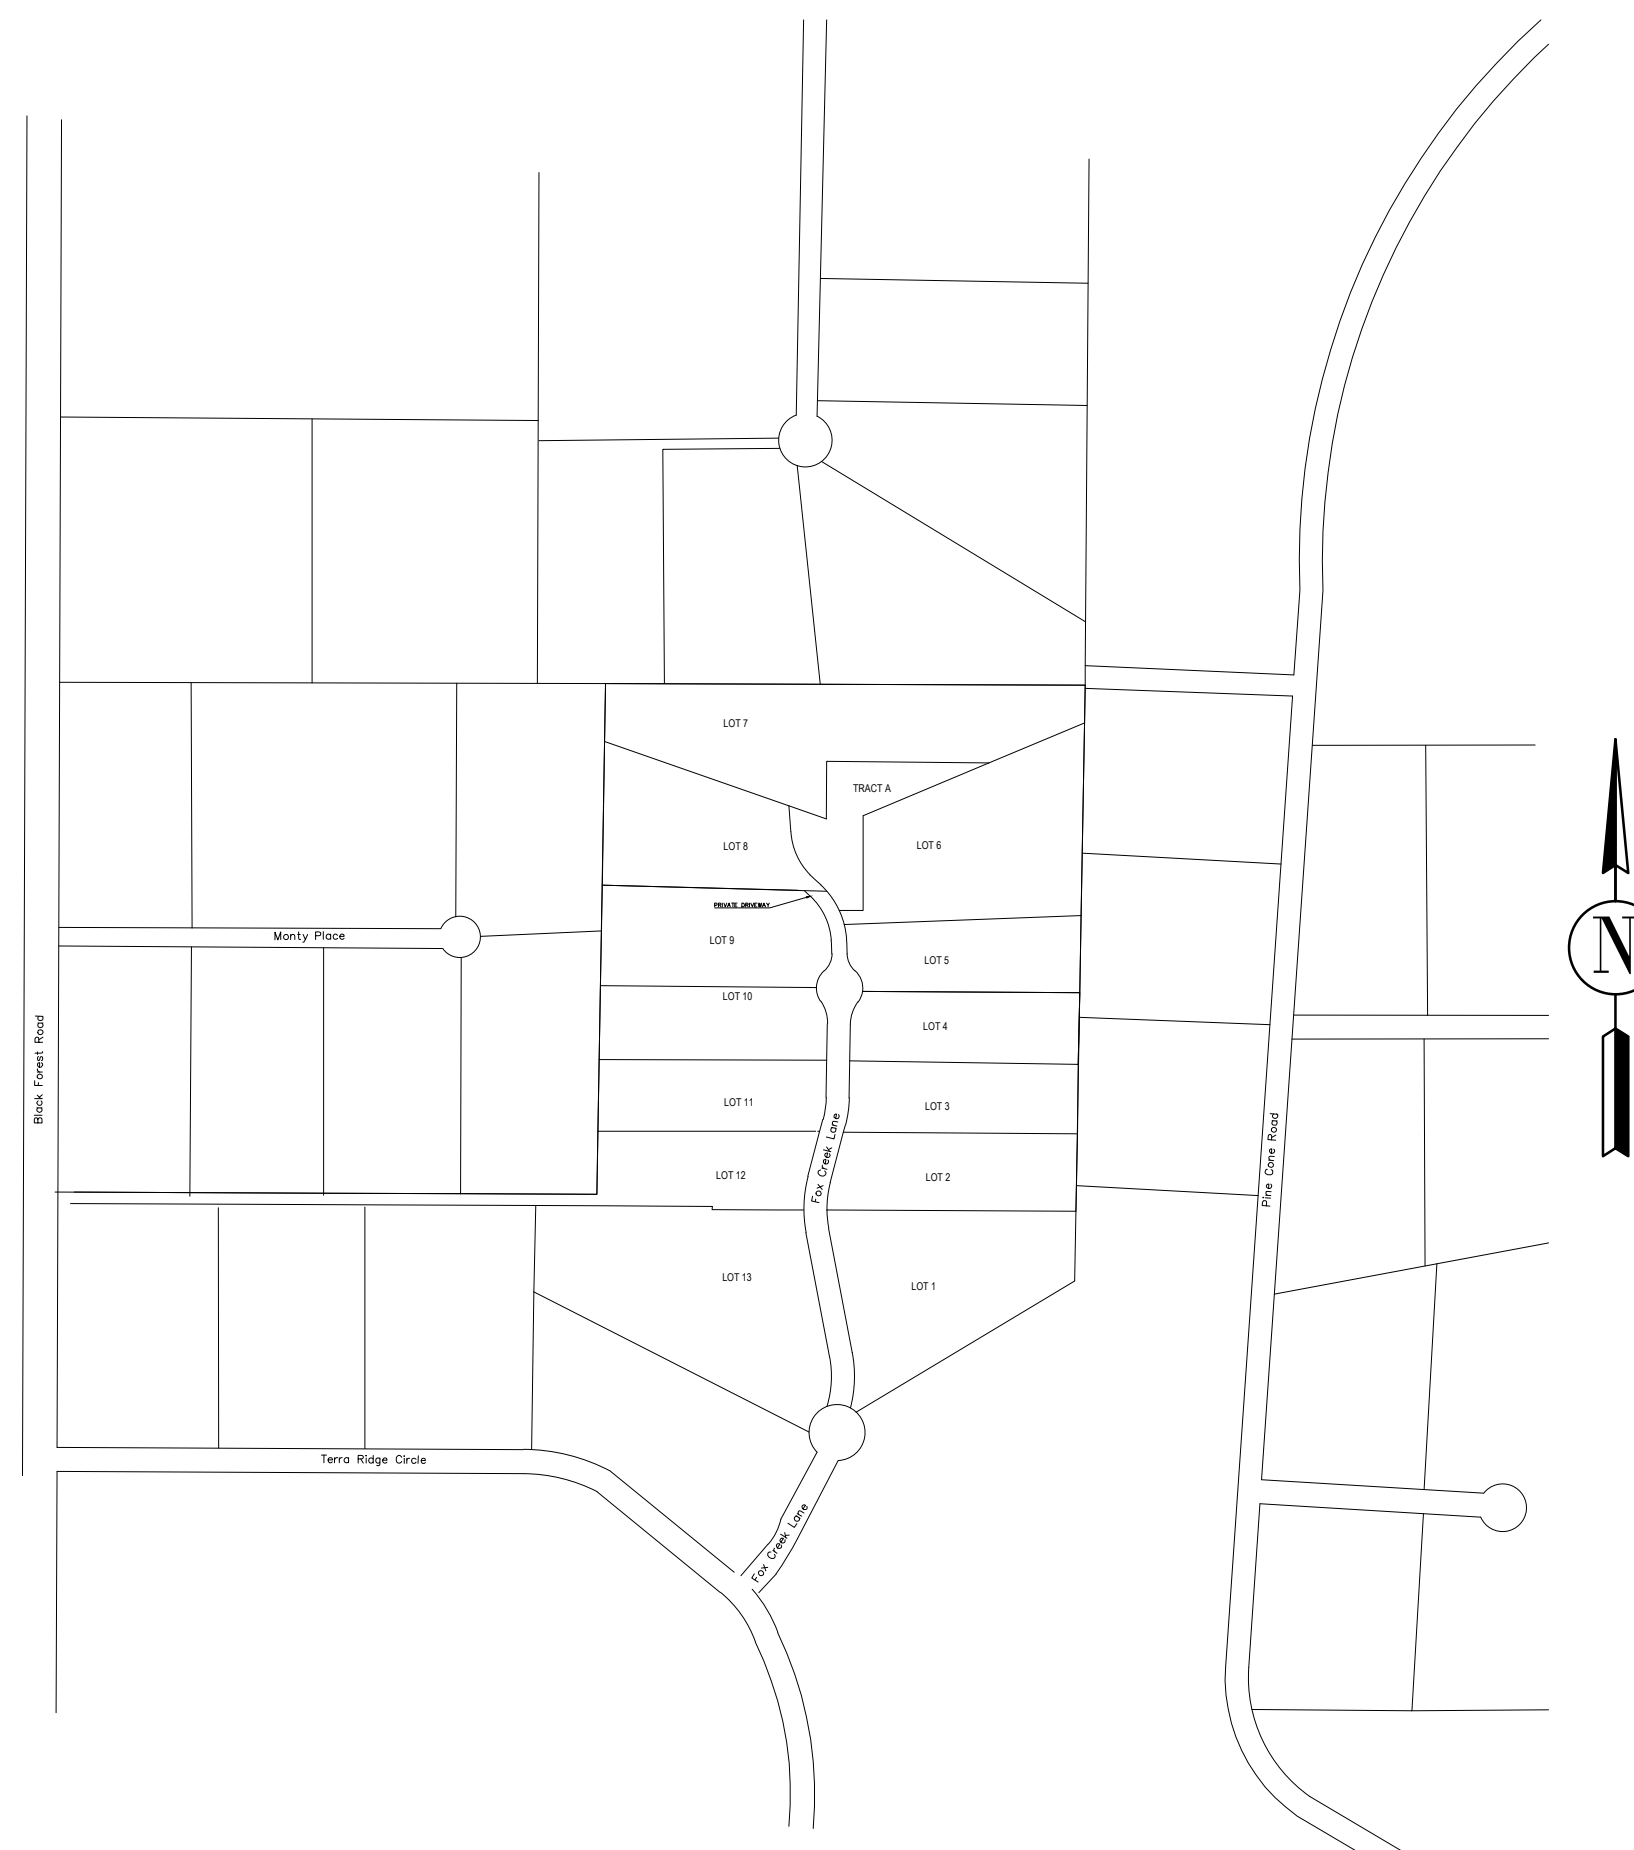 LOT 7
TRACT A
LOT 8
LOT 6
PRIVATE DRIVEWAY
LOT 9
Monty Place
LOT 5
N
LOT 10
LOT 4
Black Forest Road
LOT 11
LOT 3
Fox Creek Lane
Pine Cone Road
LOT 12
LOT 2
LOT 13
LOT 1
Terra Ridge Circle
Fox Creek Lane